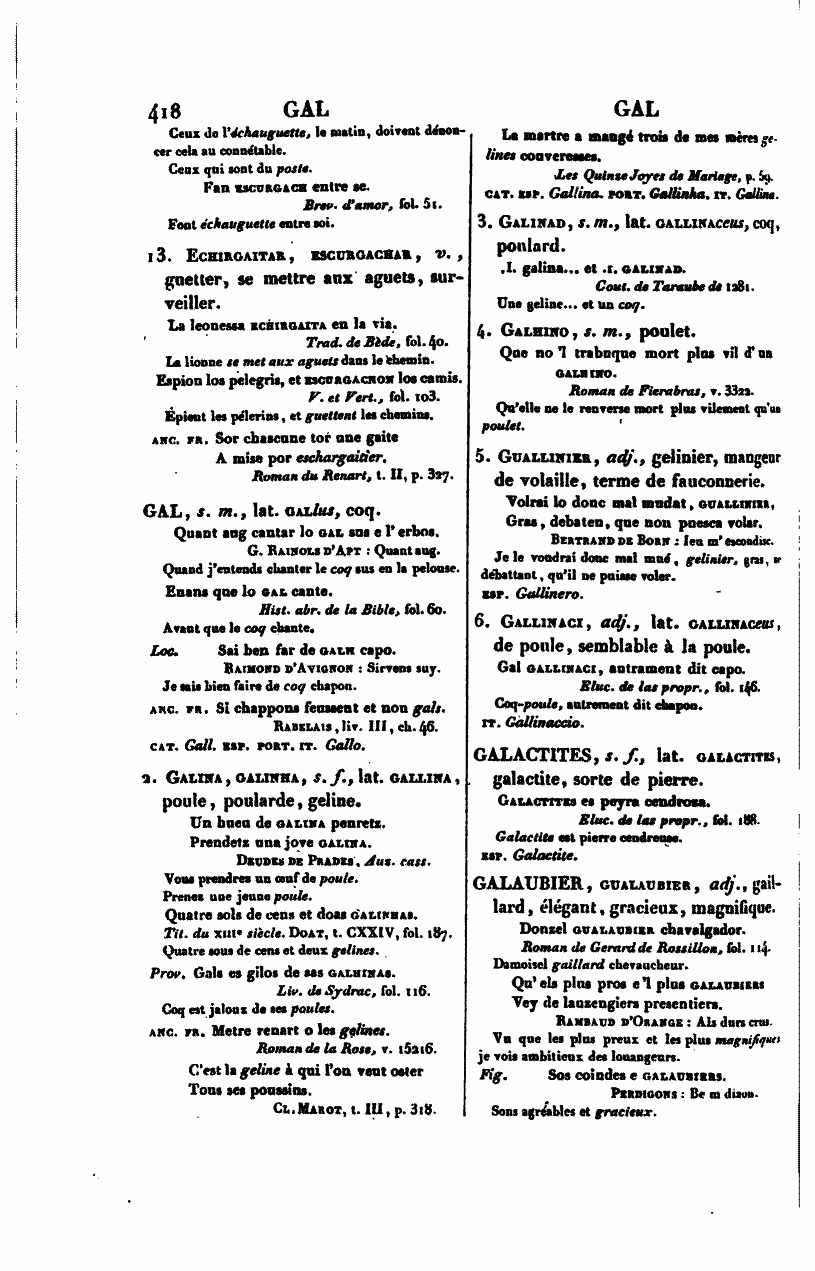 418 GAL GAL
Ceux de l'échauguette, le matin, doivent dénon-
cer cela au connétable.
Ceux qui sont du poste.
Fan ESCURGACH entre se.
Brev. d'amor, fol. 51.
Font échauguette entre soi.
13. ECHIRGAITAR, ESCURGACHAR, v.,
guetter, se mettre aux aguets, sur-
veiller.
La leonessa ECHIRGAITA en la via.
Trad. de Bède, fol. 40.
La lionne se met aux aguets dans le chemin.
Espion los pelegris, et ESCURGACHON los camis.
V. et Vert., fol. 103.
Épient les pélerins, et guettent les chemins.
ANC. FR. Sor chascune tor une gaite
A mise por eschargaitier.
Roman du Renart, t. II, p. 327.
GAL, s. m., lat. GALlus, coq.
Quant aug cantar lo GAL sus e l'erbos.
G. RAINOLS D'APT : Quant aug.
Quand j'entends chanter le coq sus en la pelouse.
Enans que lo GAL cante.
Hist. abr. de la Bible, fol. 60.
Avant que le coq chante.
Loc. Sai ben far de GALH capo.
RAIMOND D'AVIGNON : Sirvens suy.
Je sais bien faire de coq chapon.
ANC. FR. Si chappons feussent et non gals.
RABELAIS, liv. III, ch. 46.
CAT. Gall. ESP. PORT. IT. Gallo.
2. GALINA, GALINHA, s. f., lat. GALLINA,
poule, poularde, geline.
Un hueu de GALINA penretz.
Prendetz una jove GALINA.
DEUDES DE PRADES, Aus. cass.
Vous prendres un œuf de poule.
Prenez une jeune poule.
Quatre sols de cens et doas GALINHAS.
Tit. du XIIIe siècle. DOAT, t. CXXIV, fol. 187.
Quatre sous de cens et deux gelines.
Prov. Gals es gilos de sas GALHINAS.
Liv. de Sydrac, fol. 116.
Coq est jaloux de ses poules.
ANC. FR. Metre renart o les gelines.
Roman de la Rose, v. 15216.
C'est la geline à qui l'on veut oster
Tous ses poussins.
CL. MAROT, t. III, p. 318.
La martre a mangé trois de mes mères ge-
lines couveresses.
Les Quinze Joyes de Mariage, p. 59.
CAT. ESP. Gallina. PORT. Gallinha. IT. Gallina.
3. GALINAD, s. m., lat. GALLINACeus, coq,
poulard.
.I. galina... et .I. GALINAD.
Cout. de Taraube de 1281.
Une geline... et un coq.
4. GALHINO, s. m., poulet.
Que no 'l trabuque mort plus vil d'un
GALHINO.
Roman de Fierabras, v. 3322.
Qu'elle ne le renverse mort plus vilement qu'un
poulet.
5. GUALLINIER, adj., gelinier, mangeur
de volaille, terme de fauconnerie.
Volrai lo donc mal mudat, GUALLINIER,
Gras, debaten, que non puesca volar.
BERTRAND DE BORN : Ieu m'escondisc.
Je le voudrai donc mal mué, gelinier, gras, se
débattant, qu'il ne puisse voler.
ESP. Gallinero.
6. GALLINACI, adj., lat. GALLINACeus,
de poule, semblable à la poule.
Gal GALLINACI, autrament dit capo.
Eluc. de las propr., fol. 146.
Coq-poule, autrement dit chapon.
IT. Gallinaccio.
GALACTITES, s. f., lat. GALACTITES,
galactite, sorte de pierre.
GALACTITES es peyra cendrosa.
Eluc. de las propr., fol. 188.
Galactite est pierre cendreuse.
ESP. Galactite.
GALAUBIER, GUALAUBIER, adj., gail-
lard, élégant, gracieux, magnifique.
Donzel GUALAUBIER chavalgador.
Roman de Gerard de Rossillon, fol. 114.
Damoisel gaillard chevaucheur.
Qu'els plus pros e 'l plus GALAUBIERS
Vey de lauzengiers presentiers.
RAMBAUD D'ORANGE : Als durs crus.
Vu que les plus preux et les plus magnifiques
je vois ambitieux des louangeurs.
Fig. Sos coindes e GALAUBIERS.
PERDIGONS : Be m dizon.
Sons agréables et gracieux.